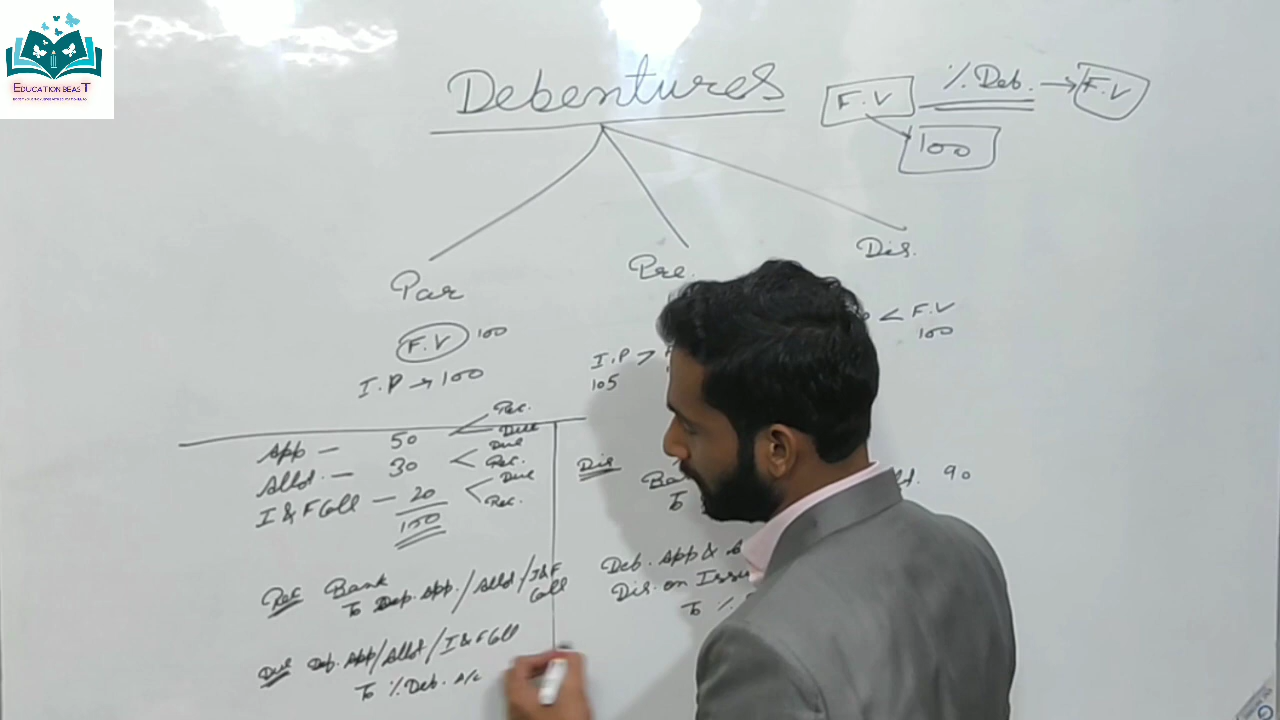 EDUCATION BEAST
Debentures
F.V % Deb. → F.V
100
Par Pre. Dis.
F.V 100
I.P → 100
I.P >
105
< F.V
100
App — 50 Rec. Due
Allot. — 30 Due Rec.
I & F Call — 20 Due Rec.
100
Rec. Bank
To Deb. App./Allot/I&F Call
Due Deb. App/Allot/I&F Call
To % Deb. A/c
Dis
To
90
Deb. App &
Dis. on Issu
To %